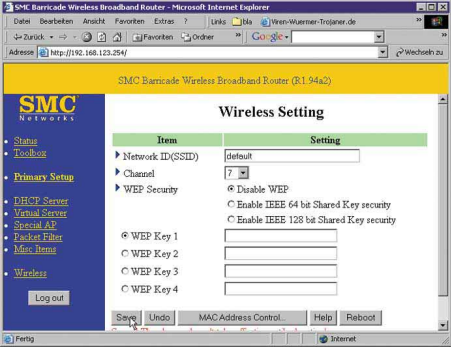 SMC Barricade Wireless Broadband Router - Microsoft Internet Explorer
Datei Bearbeiten Ansicht Favoriten Extras ? Links bla Viren-Wuermer-Trojaner.de
Zurück Favoriten Ordner Google
Adresse http://192.168.123.254/ Wechseln zu
SMC Barricade Wireless Broadband Router (R1.94a2)
SMC
Networks
Wireless Setting
Item Setting
Status
Toolbox
Primary Setup
DHCP Server
Virtual Server
Special AP
Packet Filter
Misc Items
Wireless
Log out
Network ID(SSID) default
Channel 7
WEP Security Disable WEP
Enable IEEE 64 bit Shared Key security
Enable IEEE 128 bit Shared Key security
WEP Key 1
WEP Key 2
WEP Key 3
WEP Key 4
Save Undo MAC Address Control... Help Reboot
Fertig Internet